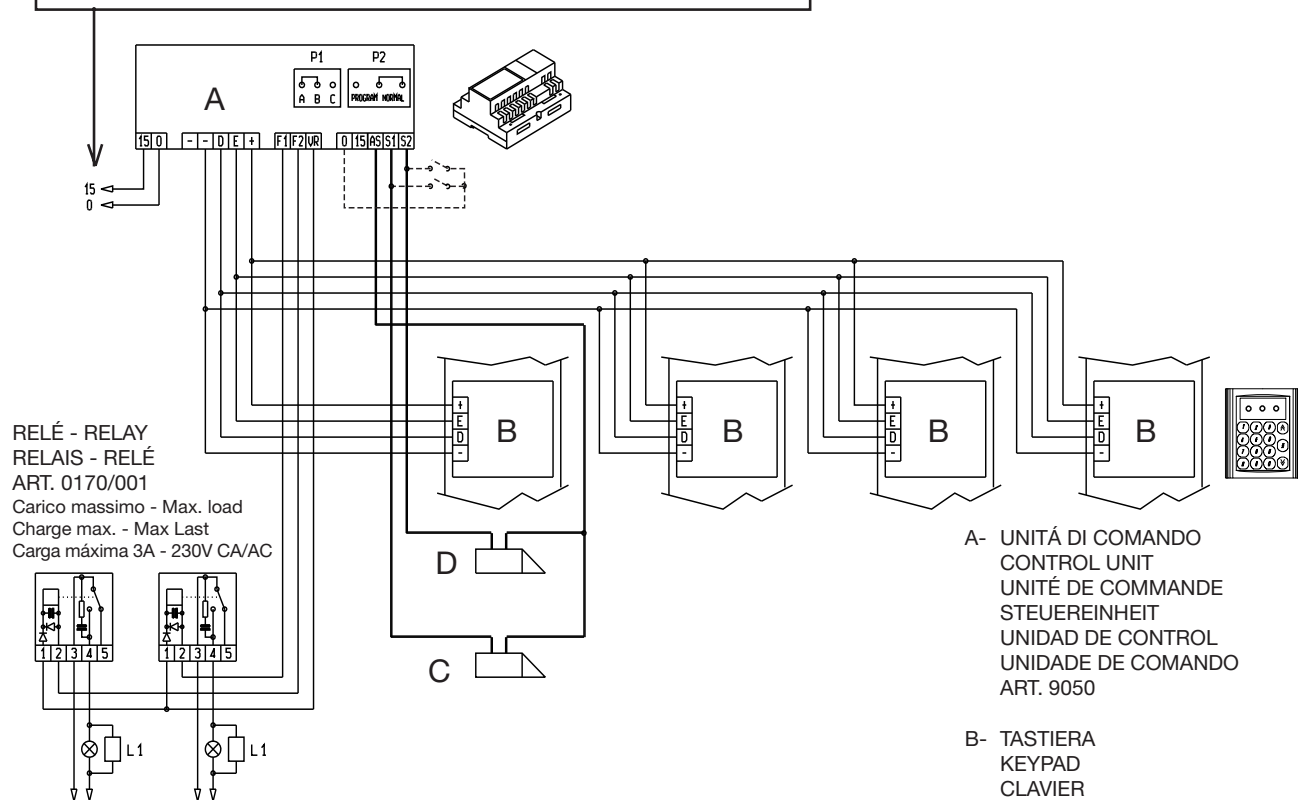 P1 P2
A
A B C PROGRAM NORMAL
15 0 - - D E + F1 F2 VR 0 15 AS S1 S2
15
0
+ + + +
E E E E
B B B B
D D D D
- - - -
RELÉ - RELAY
RELAIS - RELÉ
ART. 0170/001
Carico massimo - Max. load
Charge max. - Max Last
Carga máxima 3A - 230V CA/AC
D
C
1 2 3 4 5 1 2 3 4 5
L1 L1
A- UNITÁ DI COMANDO
CONTROL UNIT
UNITÉ DE COMMANDE
STEUEREINHEIT
UNIDAD DE CONTROL
UNIDADE DE COMANDO
ART. 9050
B- TASTIERA
KEYPAD
CLAVIER